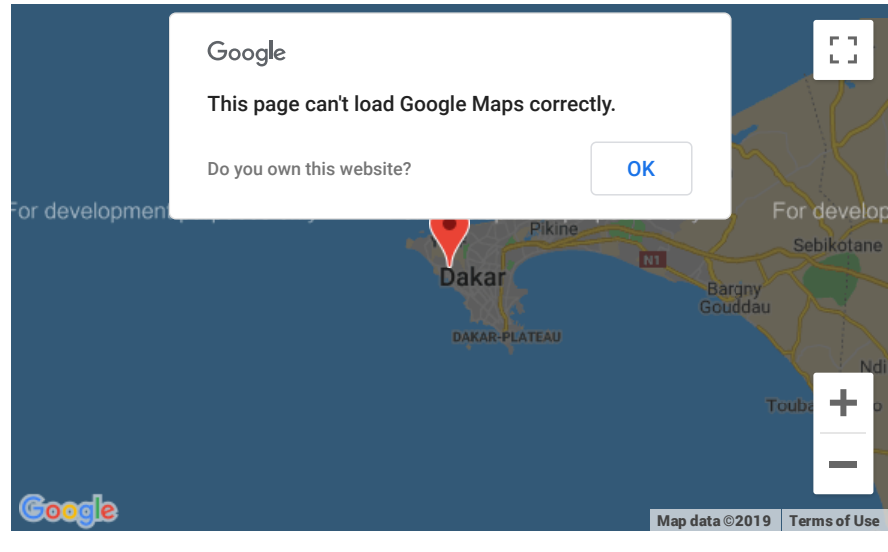 Google
This page can't load Google Maps correctly.
Do you own this website?
OK
For development
For develop
Pikine
Sebikotane
N1
Dakar
Bargny
Gouddau
DAKAR-PLATEAU
Ndi
Touba
Google
Map data ©2019
Terms of Use